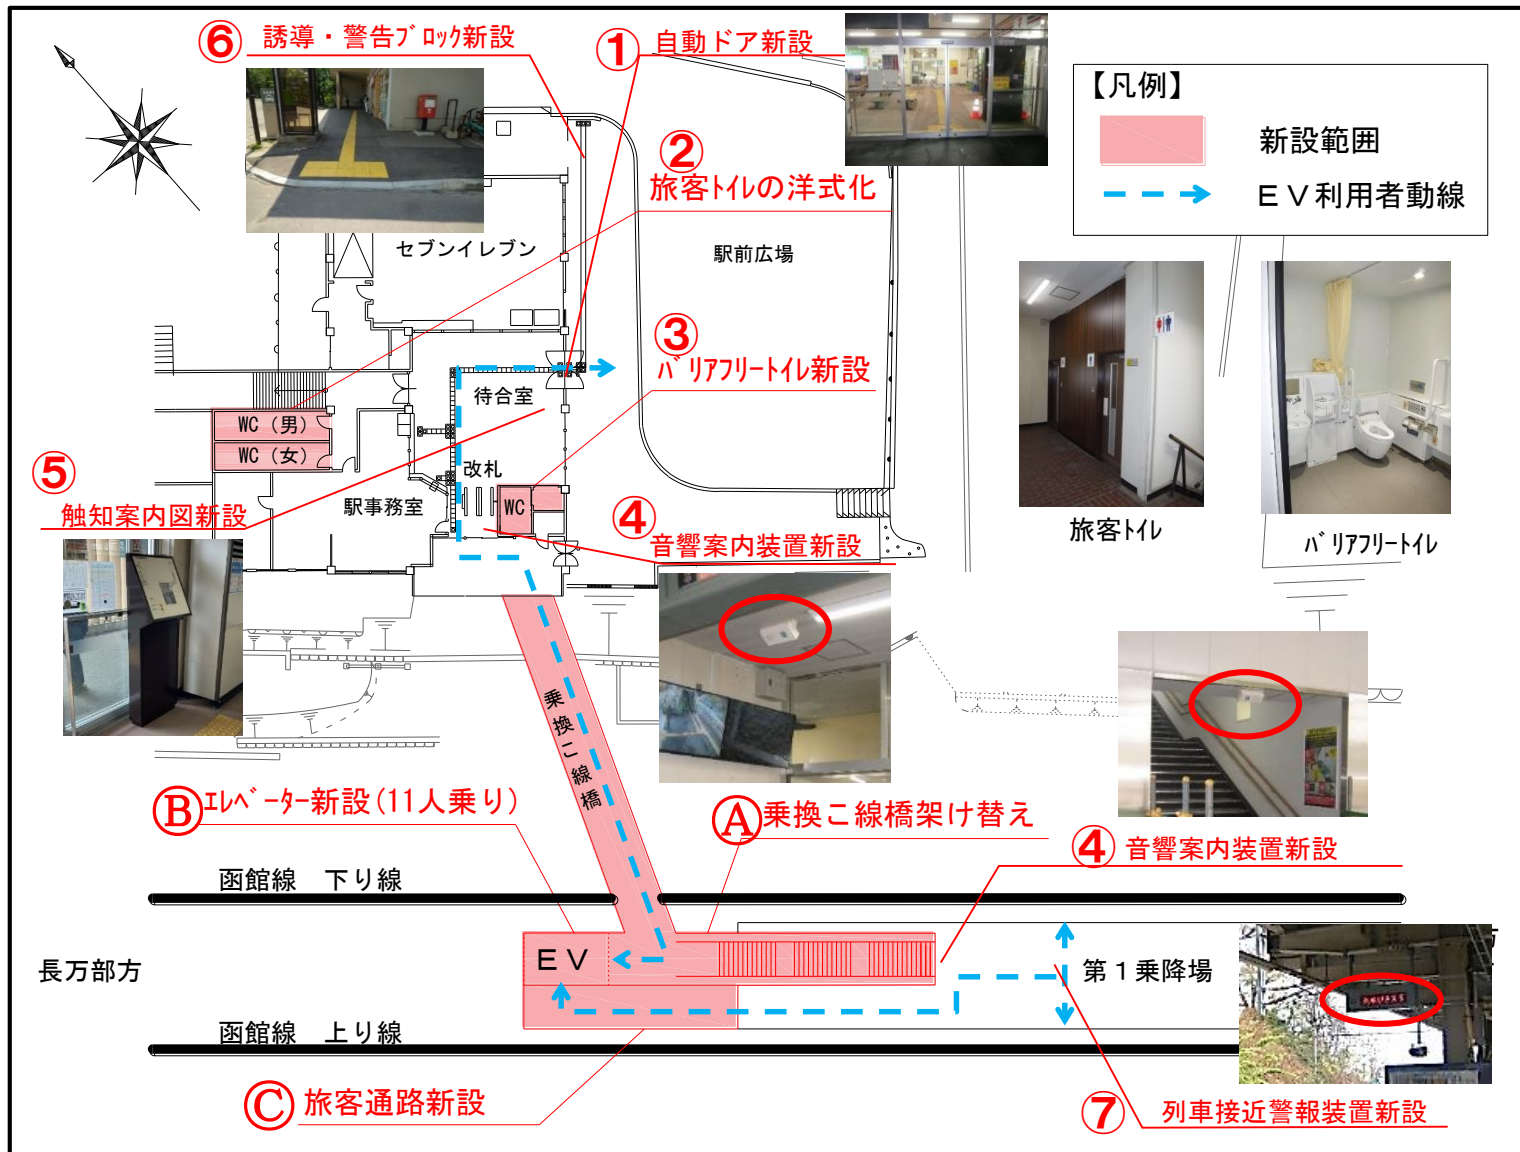 ⑥ 誘導・警告ブロック新設
① 自動ドア新設
【凡例】
新設範囲
EV利用者動線
② 旅客トイレの洋式化
セブンイレブン
駅前広場
③ バリアフリートイレ新設
待合室
WC（男）
WC（女）
改札
⑤ 触知案内図新設
駅事務室
WC
④ 音響案内装置新設
旅客トイレ
バリアフリートイレ
乗換こ線橋
Ⓑ エレベーター新設(11人乗り)
Ⓐ 乗換こ線橋架け替え
④ 音響案内装置新設
函館線　下り線
長万部方
EV
第１乗降場
方
函館線　上り線
Ⓒ 旅客通路新設
⑦ 列車接近警報装置新設